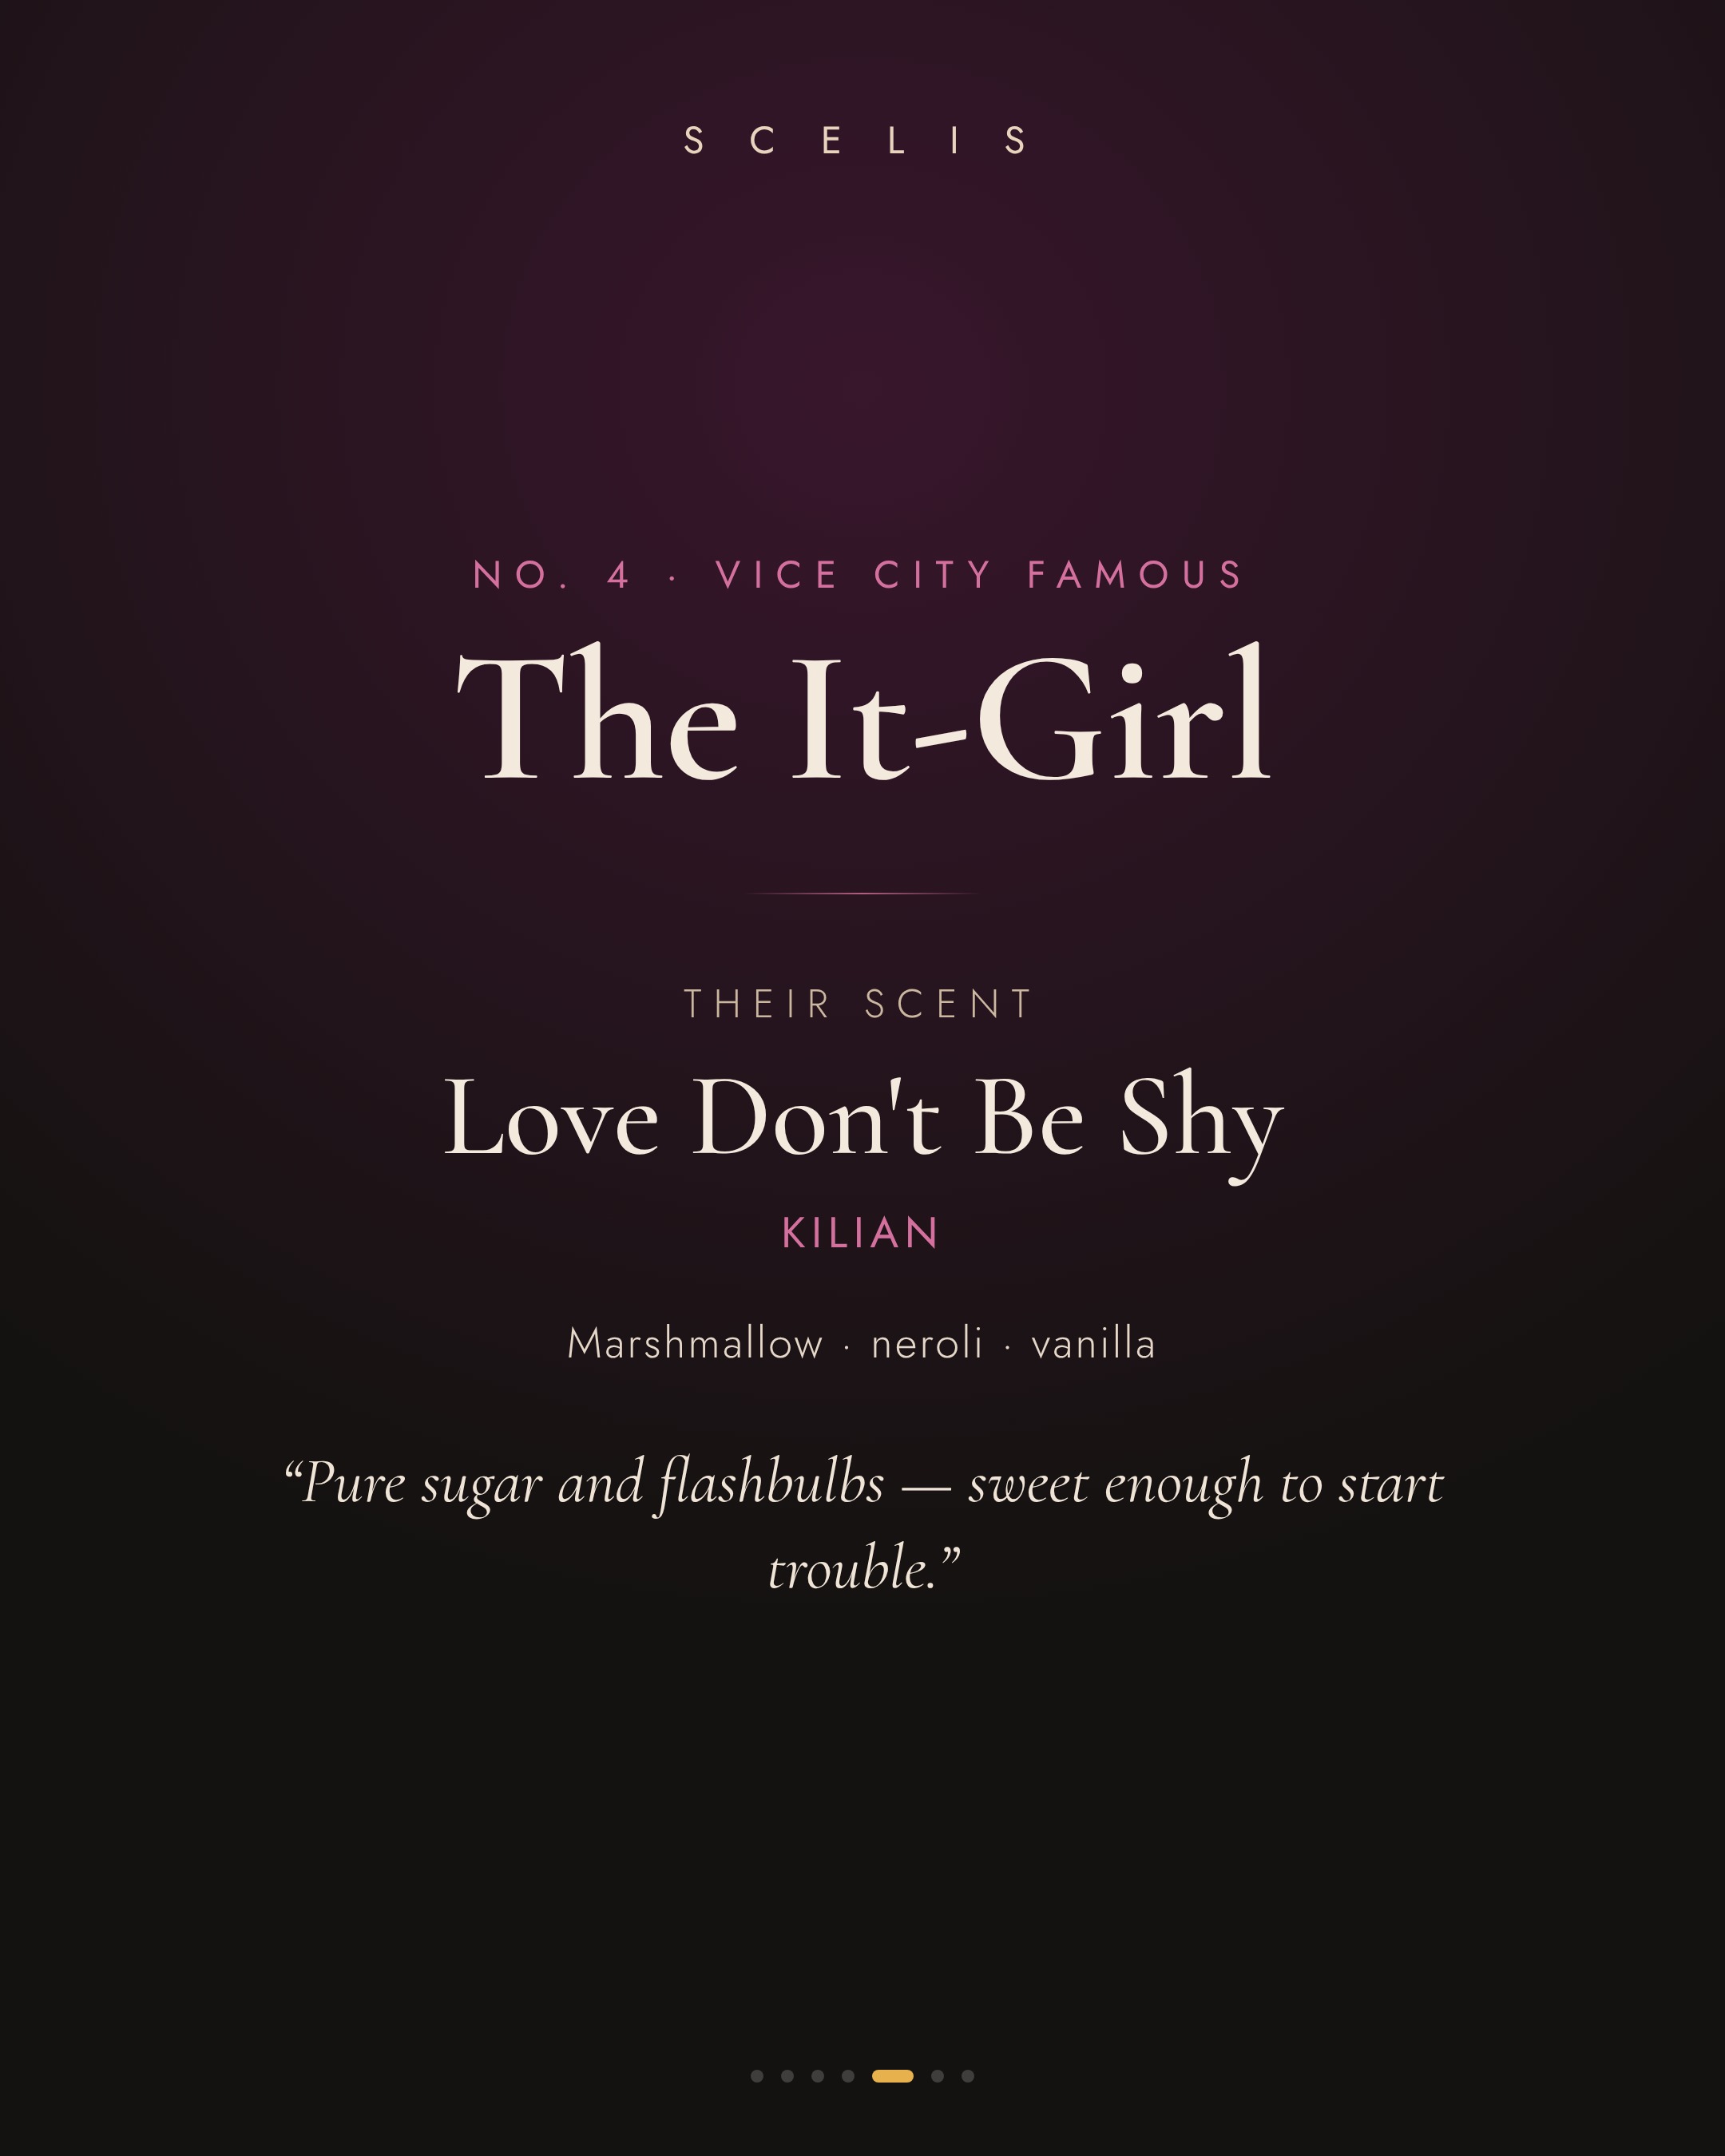 SCELIS
NO. 4 · VICE CITY FAMOUS
The It-Girl
THEIR SCENT
Love Don't Be Shy
KILIAN
Marshmallow · neroli · vanilla
“Pure sugar and flashbulbs — sweet enough to start
trouble.”